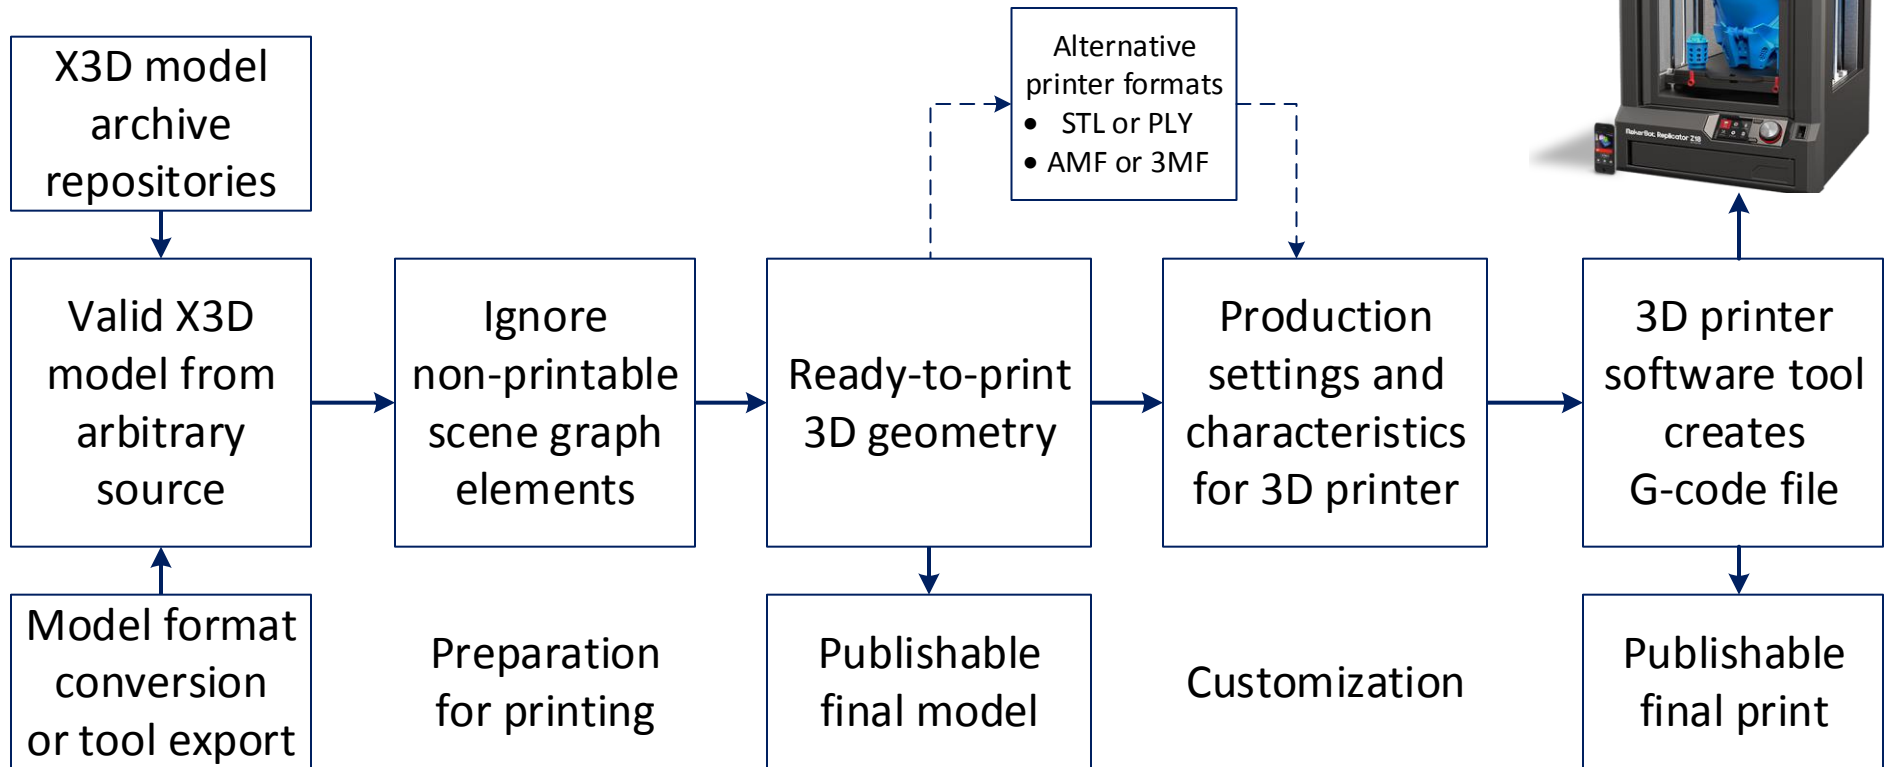 X3D model
archive
repositories
Alternative
printer formats
• STL or PLY
• AMF or 3MF
MakerBot Replicator Z18
Valid X3D
model from
arbitrary
source
Ignore
non-printable
scene graph
elements
Ready-to-print
3D geometry
Production
settings and
characteristics
for 3D printer
3D printer
software tool
creates
G-code file
Model format
conversion
or tool export
Preparation
for printing
Publishable
final model
Customization
Publishable
final print